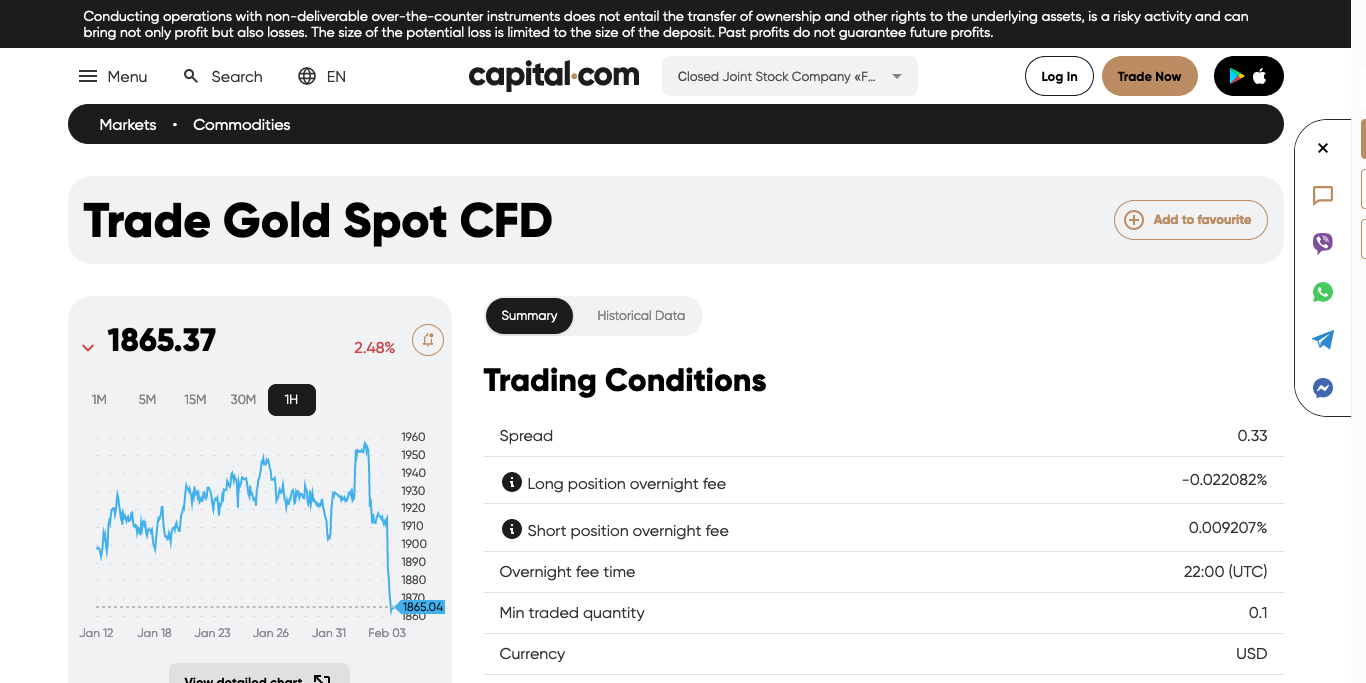 Conducting operations with non-deliverable over-the-counter instruments does not entail the transfer of ownership and other rights to the underlying assets, is a risky activity and can
bring not only profit but also losses. The size of the potential loss is limited to the size of the deposit. Past profits do not guarantee future profits.
Menu Search EN capital.com Closed Joint Stock Company «F... Log In Trade Now
Markets • Commodities
Trade Gold Spot CFD
Add to favourite
1865.37
2.48%
1M 5M 15M 30M 1H
1960
1950
1940
1930
1920
1910
1900
1890
1880
1870
1865.04
1860
Jan 12 Jan 18 Jan 23 Jan 26 Jan 31 Feb 03
View detailed chart
Summary Historical Data
Trading Conditions
Spread 0.33
Long position overnight fee -0.022082%
Short position overnight fee 0.009207%
Overnight fee time 22:00 (UTC)
Min traded quantity 0.1
Currency USD